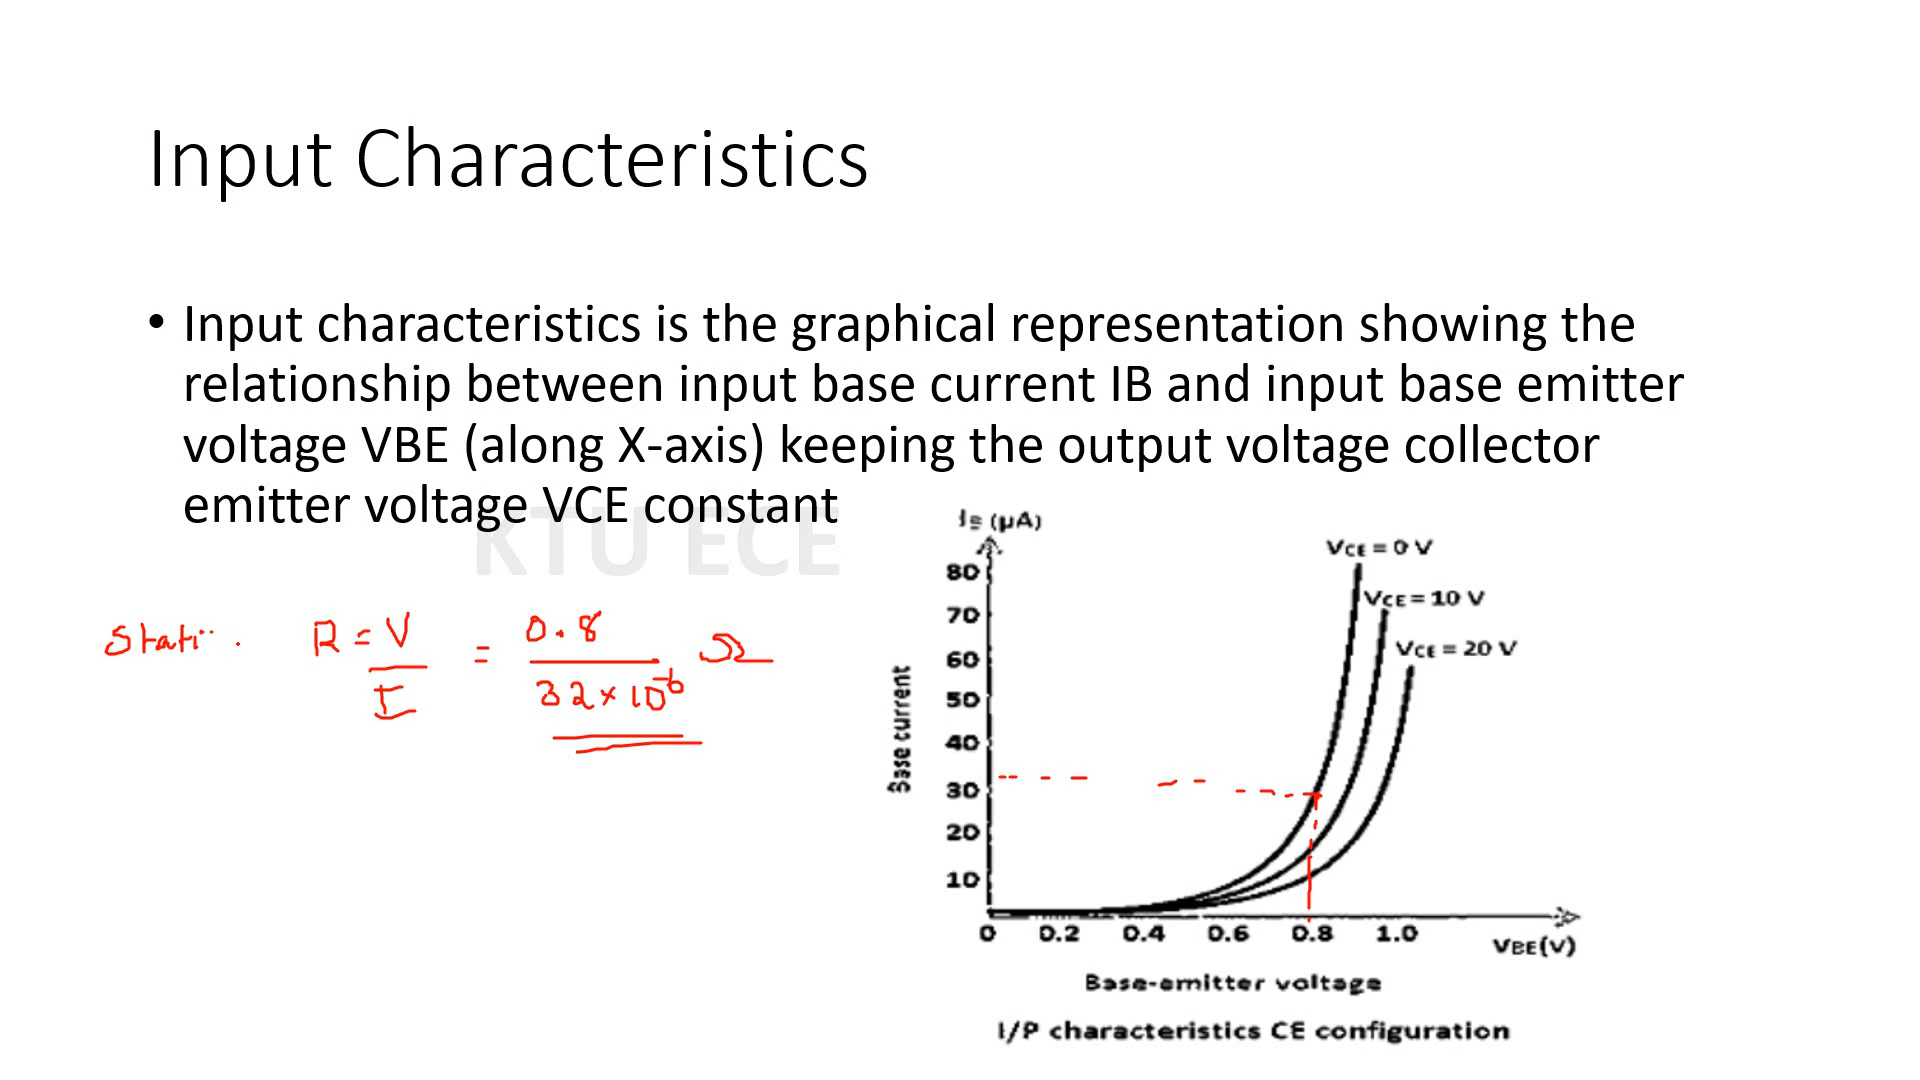 Input Characteristics
• Input characteristics is the graphical representation showing the
relationship between input base current IB and input base emitter
voltage VBE (along X-axis) keeping the output voltage collector
emitter voltage VCE constant
KTU ECE
R = V/I = 0.8/32×10⁻⁶ Ω
(μA)
VCE = 0 V
VCE = 10 V
VCE = 20 V
Base current
80
70
60
50
40
30
20
10
0 0.2 0.4 0.6 0.8 1.0
VBE(V)
Base-emitter voltage
I/P characteristics CE configuration